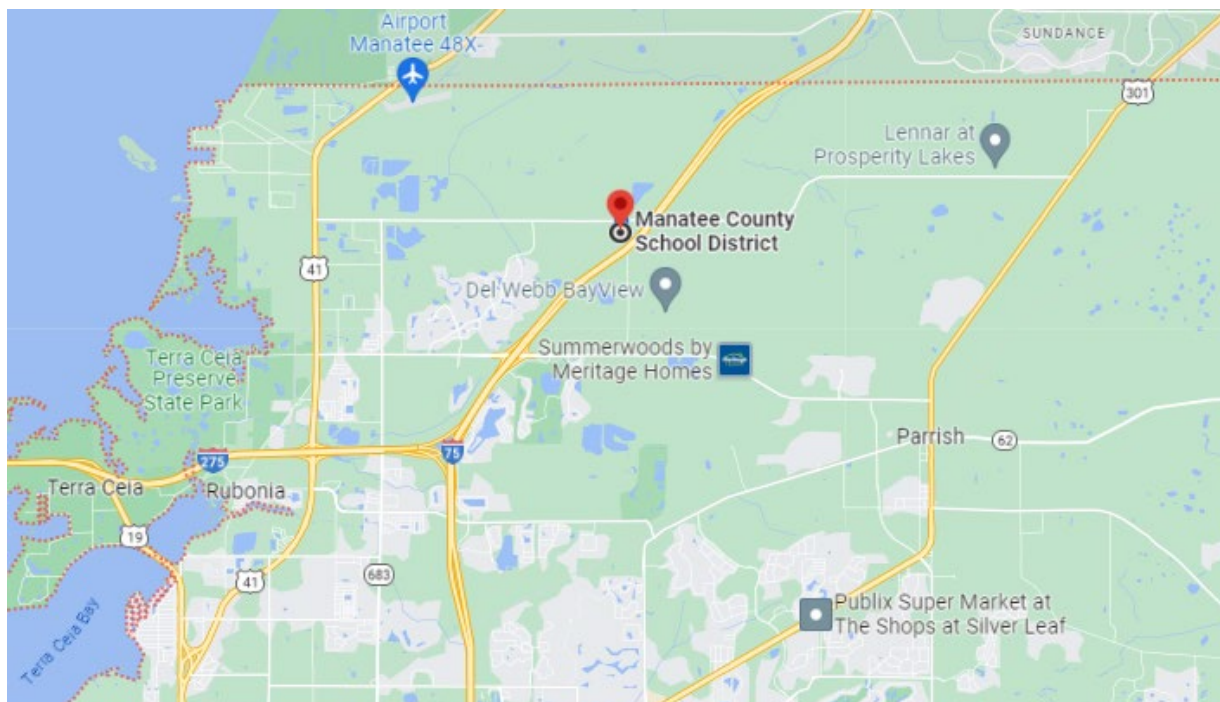 Airport
Manatee 48X-
SUNDANCE
301
Lennar at
Prosperity Lakes
Manatee County
School District
41
Del Webb BayView
Summerwoods by
Meritage Homes
Terra Ceia
Preserve
State Park
Parrish
62
275
75
Terra Ceia
Rubonia
19
41
683
Publix Super Market at
The Shops at Silver Leaf
Terra Ceia Bay